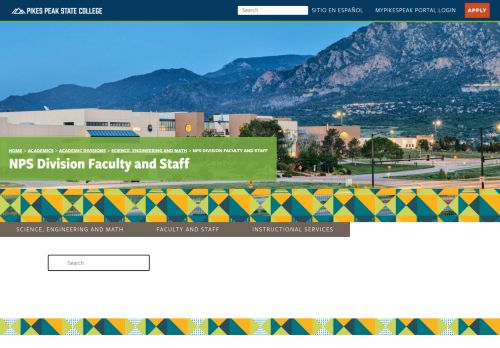 PIKES PEAK STATE COLLEGE
Search
SITIO EN ESPAÑOL
MYPIKESPEAK PORTAL LOGIN
APPLY
HOME > ACADEMICS > ACADEMIC DIVISIONS > SCIENCE, ENGINEERING AND MATH > NPS DIVISION FACULTY AND STAFF
NPS Division Faculty and Staff
SCIENCE, ENGINEERING AND MATH
FACULTY AND STAFF
INSTRUCTIONAL SERVICES
Search